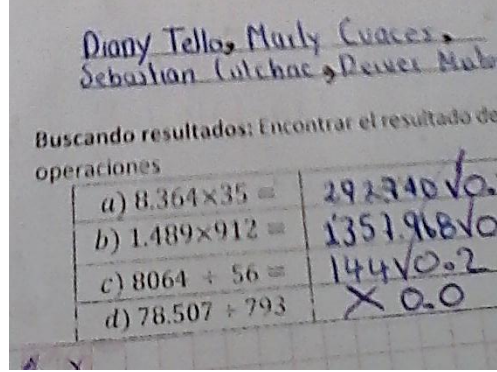 Diany Tello, Marly Cuaces,
Sebastian Culchac, Deives
Buscando resultados: Encontrar el resultado de
operaciones
a) 8.364×35 = 292.740 √0.
b) 1.489×912 = 1357.968 √0
c) 8064 ÷ 56 = 144 √0.2
d) 78.507 ÷ 793 X 0.0